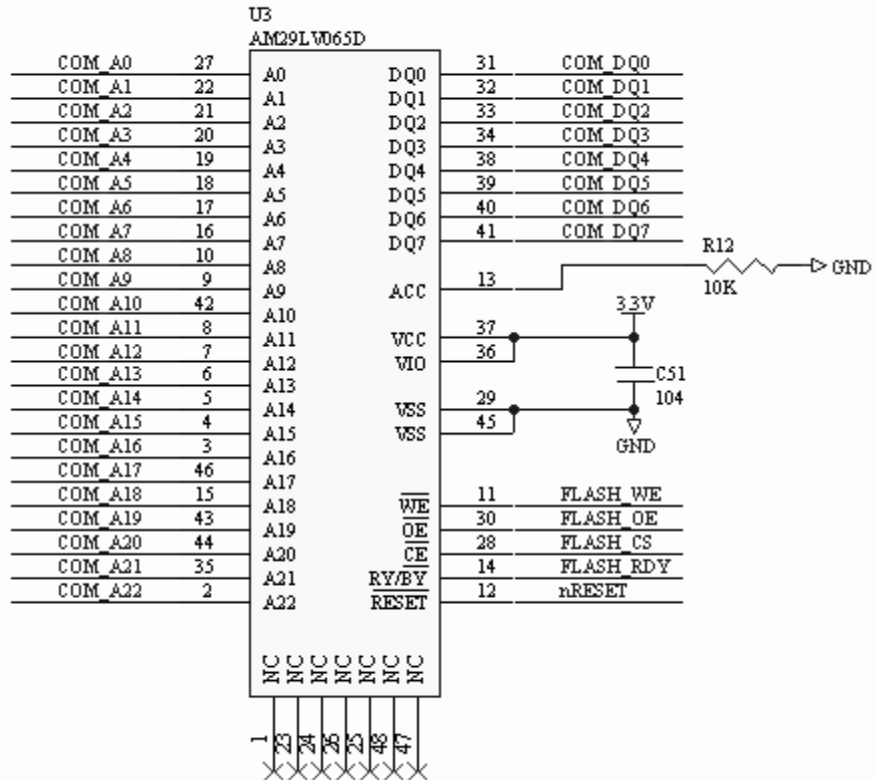 U3
AM29LV065D
COM_A0 27 A0 DQ0 31 COM_DQ0
COM_A1 22 A1 DQ1 32 COM_DQ1
COM_A2 21 A2 DQ2 33 COM_DQ2
COM_A3 20 A3 DQ3 34 COM_DQ3
COM_A4 19 A4 DQ4 38 COM_DQ4
COM_A5 18 A5 DQ5 39 COM_DQ5
COM_A6 17 A6 DQ6 40 COM_DQ6
COM_A7 16 A7 DQ7 41 COM_DQ7
COM_A8 10 A8
R12
COM_A9 9 A9 ACC 13
10K
GND
COM_A10 42 A10
3.3V
COM_A11 8 A11 VCC 37
COM_A12 7 A12 VIO 36
COM_A13 6 A13
C51
104
COM_A14 5 A14 VSS 29
COM_A15 4 A15 VSS 45
GND
COM_A16 3 A16
COM_A17 46 A17
COM_A18 15 A18 WE 11 FLASH_WE
COM_A19 43 A19 OE 30 FLASH_OE
COM_A20 44 A20 CE 28 FLASH_CS
COM_A21 35 A21 RY/BY 14 FLASH_RDY
COM_A22 2 A22 RESET 12 nRESET
NC NC NC NC NC NC NC
1 23 24 26 25 48 47